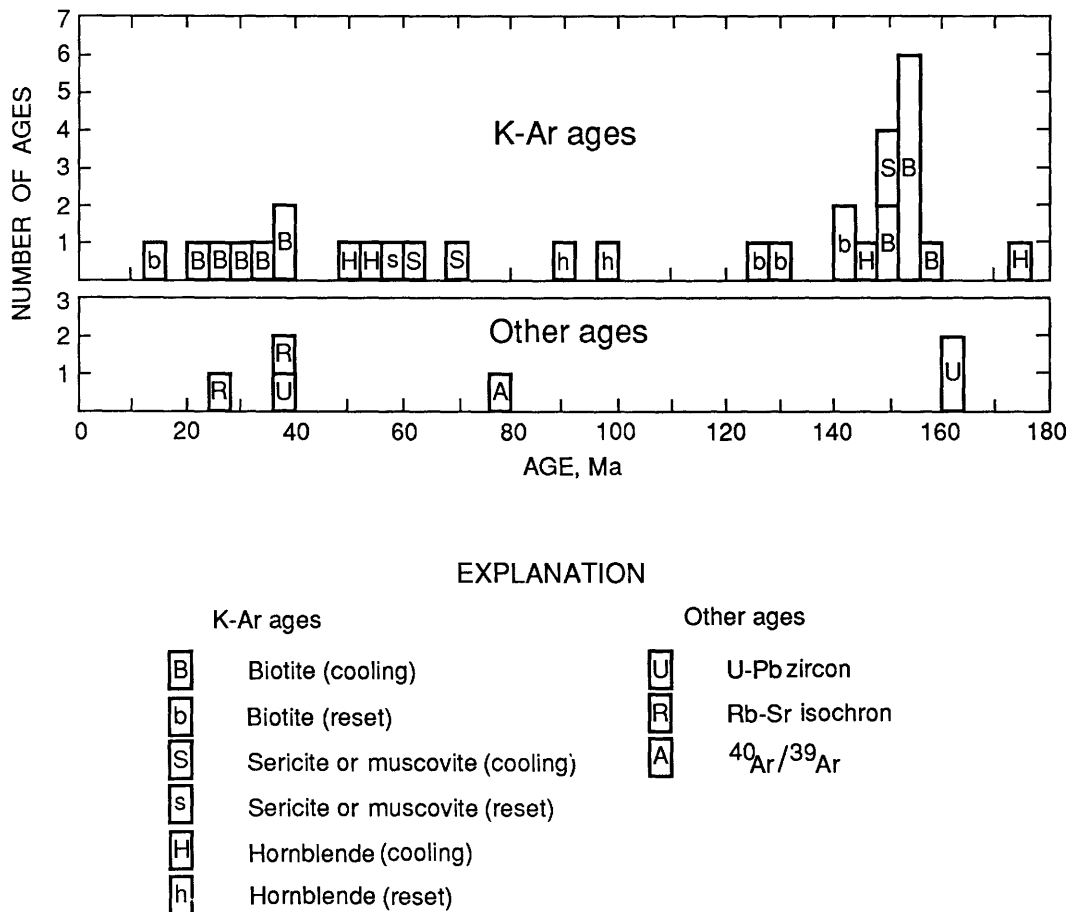 7
6
5
4
3
2
1
NUMBER OF AGES
K-Ar ages
b B B B B B H H s S S h h b b b H S B B B H
3
2
1
Other ages
R R U A U
0 20 40 60 80 100 120 140 160 180
AGE, Ma
EXPLANATION
K-Ar ages
B Biotite (cooling)
b Biotite (reset)
S Sericite or muscovite (cooling)
s Sericite or muscovite (reset)
H Hornblende (cooling)
h Hornblende (reset)
Other ages
U U-Pb zircon
R Rb-Sr isochron
A ⁴⁰Ar/³⁹Ar